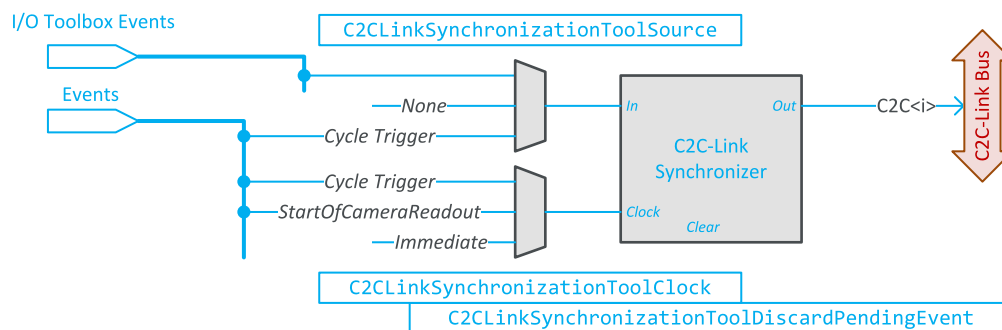 I/O Toolbox Events
C2CLinkSynchronizationToolSource
Events
None
Cycle Trigger
In
Out
C2C<i>
C2C-Link Bus
C2C-Link
Synchronizer
Cycle Trigger
StartOfCameraReadout
Immediate
Clock
Clear
C2CLinkSynchronizationToolClock
C2CLinkSynchronizationToolDiscardPendingEvent